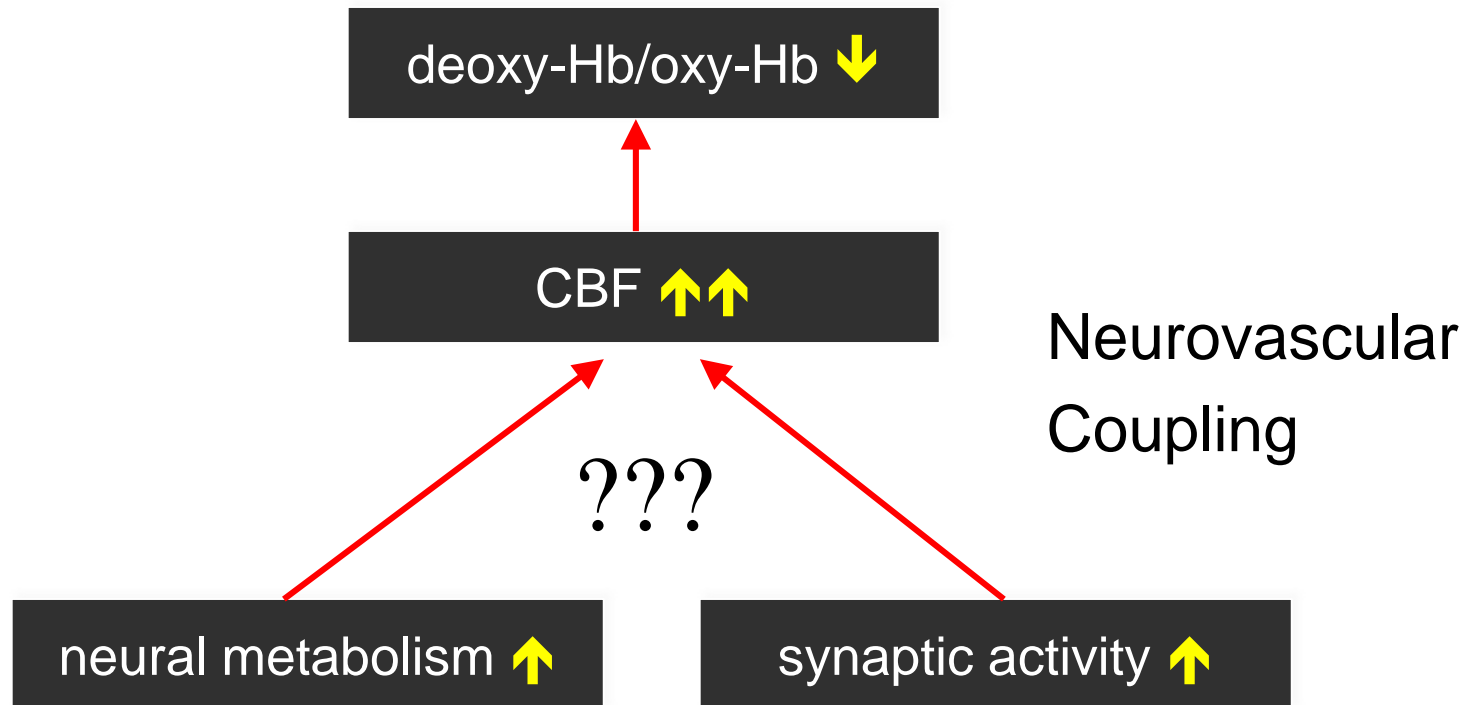 deoxy-Hb/oxy-Hb ↓
CBF ↑↑
Neurovascular
Coupling
???
neural metabolism ↑
synaptic activity ↑